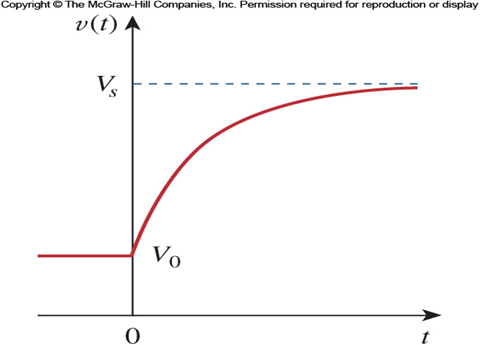 Copyright © The McGraw-Hill Companies, Inc. Permission required for reproduction or display
v(t)
Vs
V0
0
t